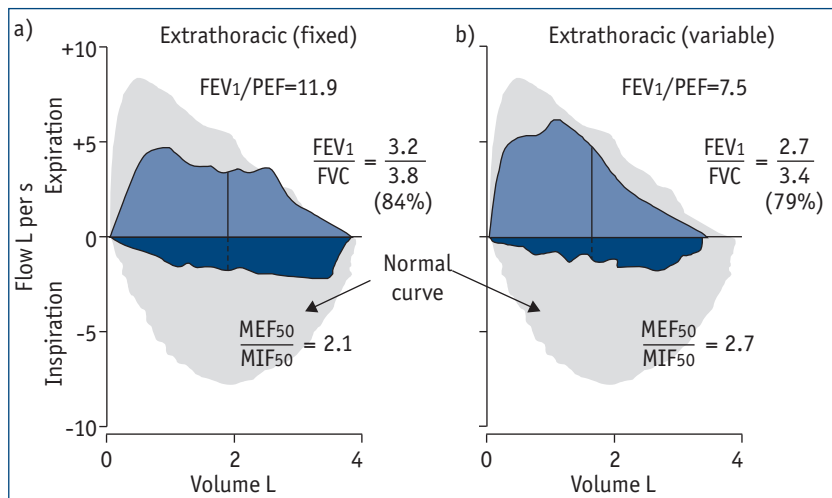 a)
Extrathoracic (fixed)
+10
+5
0
-5
-10
Expiration
Flow L per s
Inspiration
FEV1/PEF=11.9
FEV1
FVC
=
3.2
3.8
(84%)
MEF50
MIF50
= 2.1
0
2
4
Volume L
Normal
curve
b)
Extrathoracic (variable)
FEV1/PEF=7.5
FEV1
FVC
=
2.7
3.4
(79%)
MEF50
MIF50
= 2.7
0
2
4
Volume L